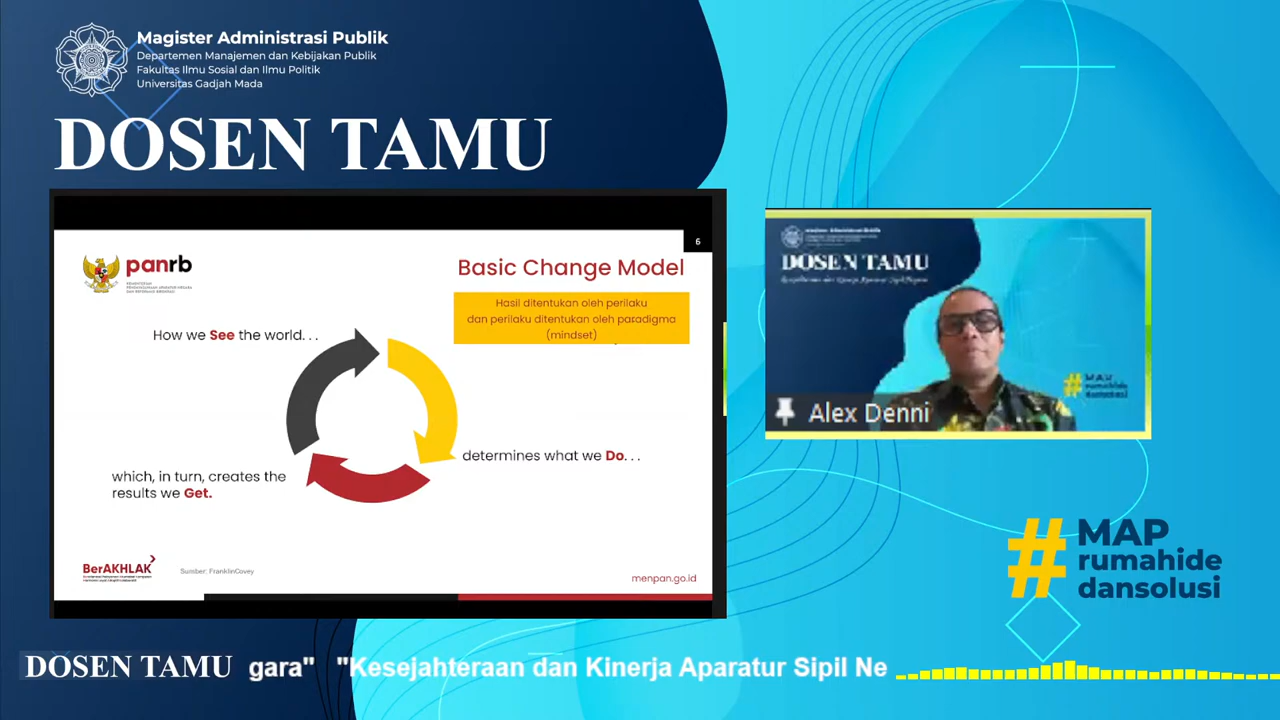 Magister Administrasi Publik
Departemen Manajemen dan Kebijakan Publik
Fakultas Ilmu Sosial dan Ilmu Politik
Universitas Gadjah Mada
DOSEN TAMU
6
panrb
Basic Change Model
Hasil ditentukan oleh perilaku
dan perilaku ditentukan oleh paradigma
(mindset)
How we See the world. . .
determines what we Do. . .
which, in turn, creates the
results we Get.
BerAKHLAK
Sumber: FranklinCovey
menpan.go.id
DOSEN TAMU
# MAP
Alex Denni
# MAP
rumahide
dansolusi
DOSEN TAMU gara" "Kesejahteraan dan Kinerja Aparatur Sipil Ne